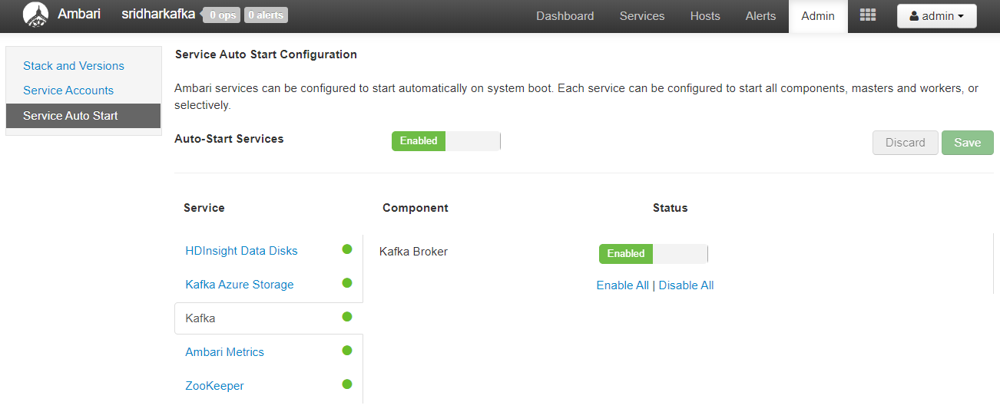 Ambari sridharkafka 0 ops 0 alerts Dashboard Services Hosts Alerts Admin admin
Stack and Versions
Service Accounts
Service Auto Start
Service Auto Start Configuration
Ambari services can be configured to start automatically on system boot. Each service can be configured to start all components, masters and workers, or
selectively.
Auto-Start Services Enabled Discard Save
Service Component Status
HDInsight Data Disks Kafka Broker Enabled
Kafka Azure Storage Enable All | Disable All
Kafka
Ambari Metrics
ZooKeeper